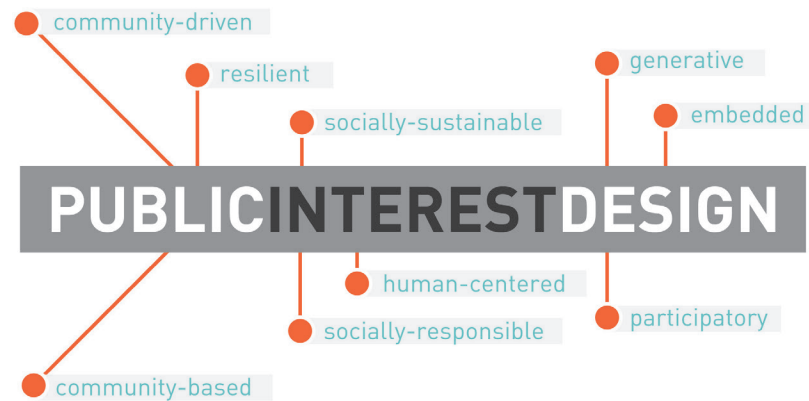 community-driven
resilient
generative
socially-sustainable
embedded
PUBLICINTERESTDESIGN
human-centered
socially-responsible
participatory
community-based